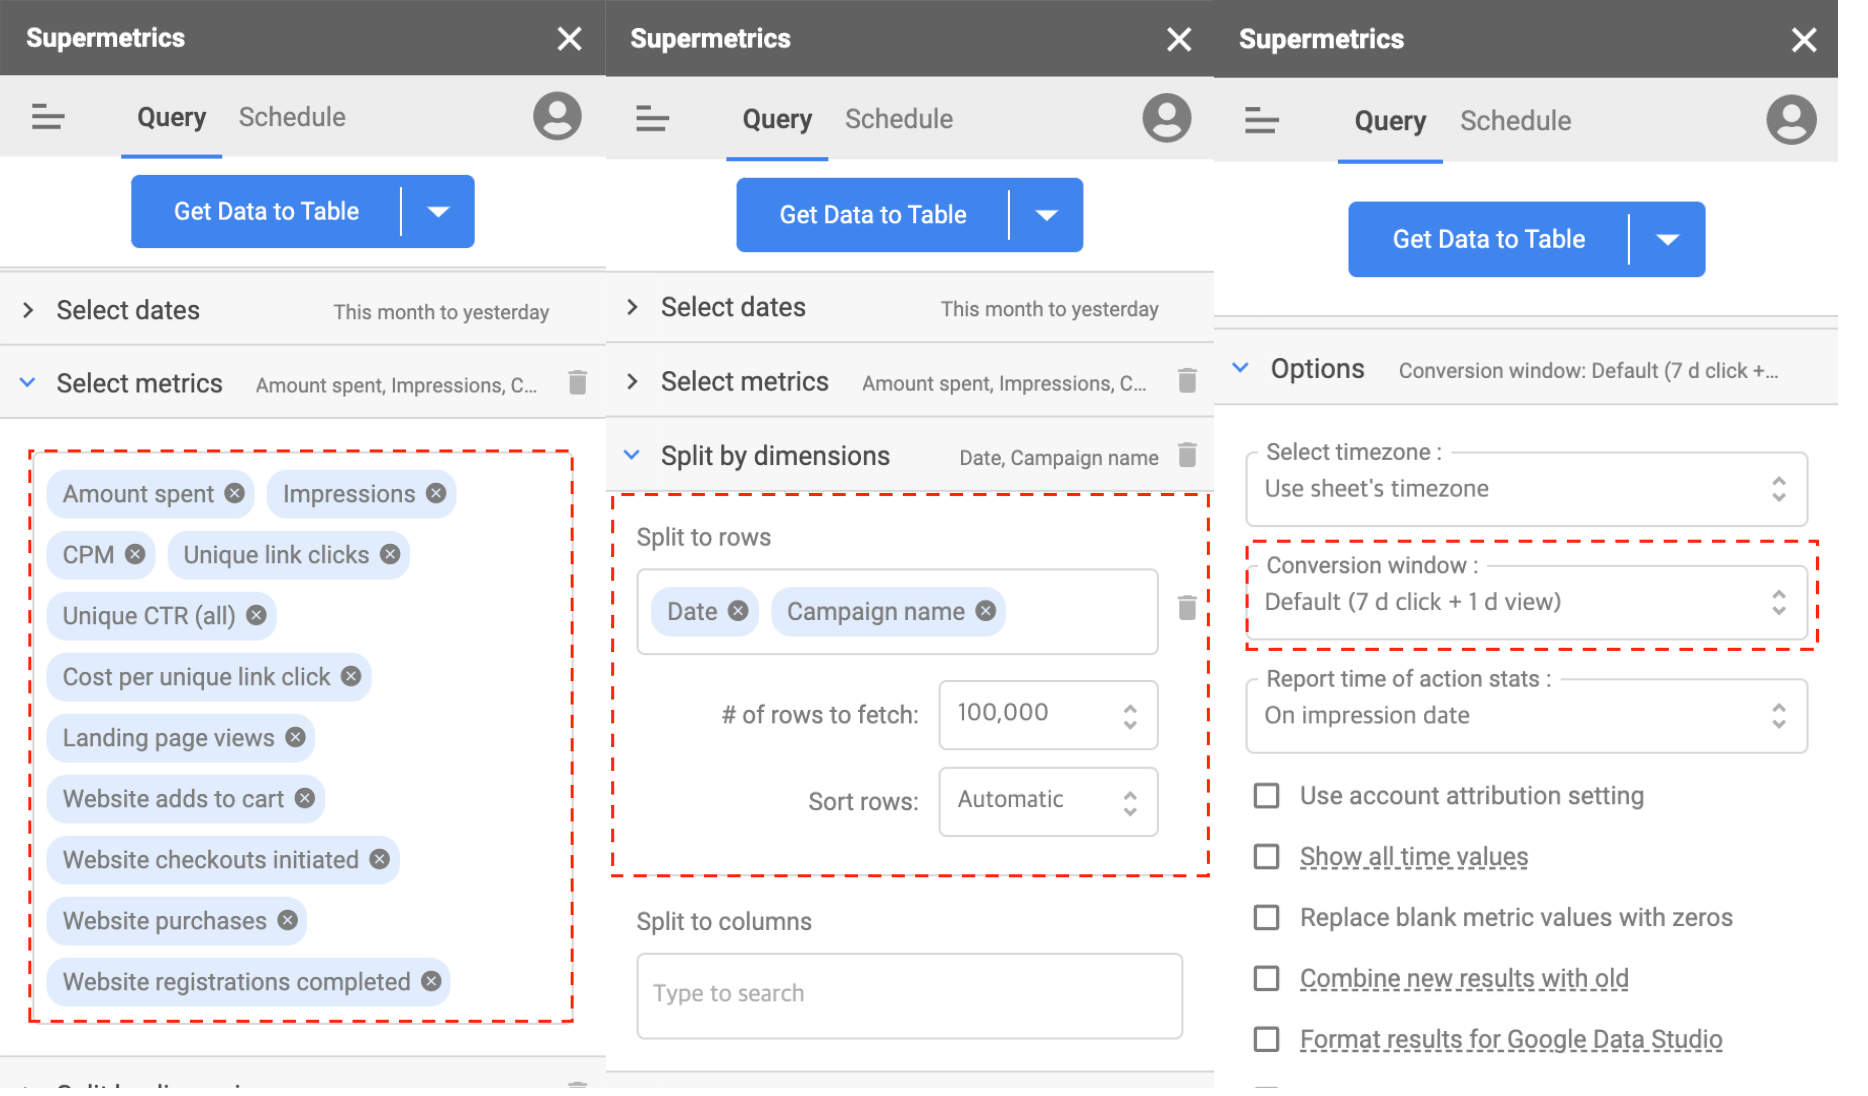 Supermetrics
Query Schedule
Get Data to Table
Select dates This month to yesterday
Select metrics Amount spent, Impressions, C...
Amount spent Impressions
CPM Unique link clicks
Unique CTR (all)
Cost per unique link click
Landing page views
Website adds to cart
Website checkouts initiated
Website purchases
Website registrations completed
Supermetrics
Query Schedule
Get Data to Table
Select dates This month to yesterday
Select metrics Amount spent, Impressions, C...
Split by dimensions Date, Campaign name
Split to rows
Date Campaign name
# of rows to fetch: 100,000
Sort rows: Automatic
Split to columns
Type to search
Supermetrics
Query Schedule
Get Data to Table
Options Conversion window: Default (7 d click +...
Select timezone :
Use sheet's timezone
Conversion window :
Default (7 d click + 1 d view)
Report time of action stats :
On impression date
Use account attribution setting
Show all time values
Replace blank metric values with zeros
Combine new results with old
Format results for Google Data Studio